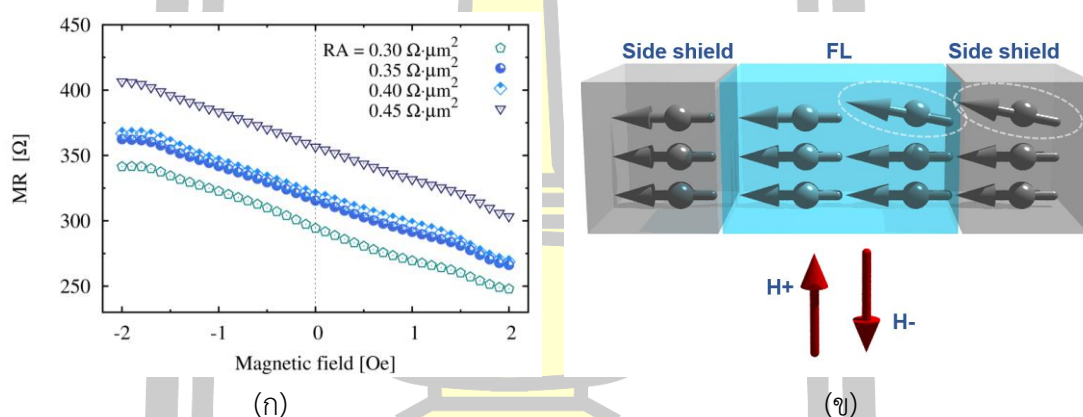 450
400
350
300
250
MR [Ω]
RA = 0.30 Ω·μm²
0.35 Ω·μm²
0.40 Ω·μm²
0.45 Ω·μm²
-2 -1 0 1 2
Magnetic field [Oe]
(ก)
Side shield FL Side shield
H+
H-
(ข)